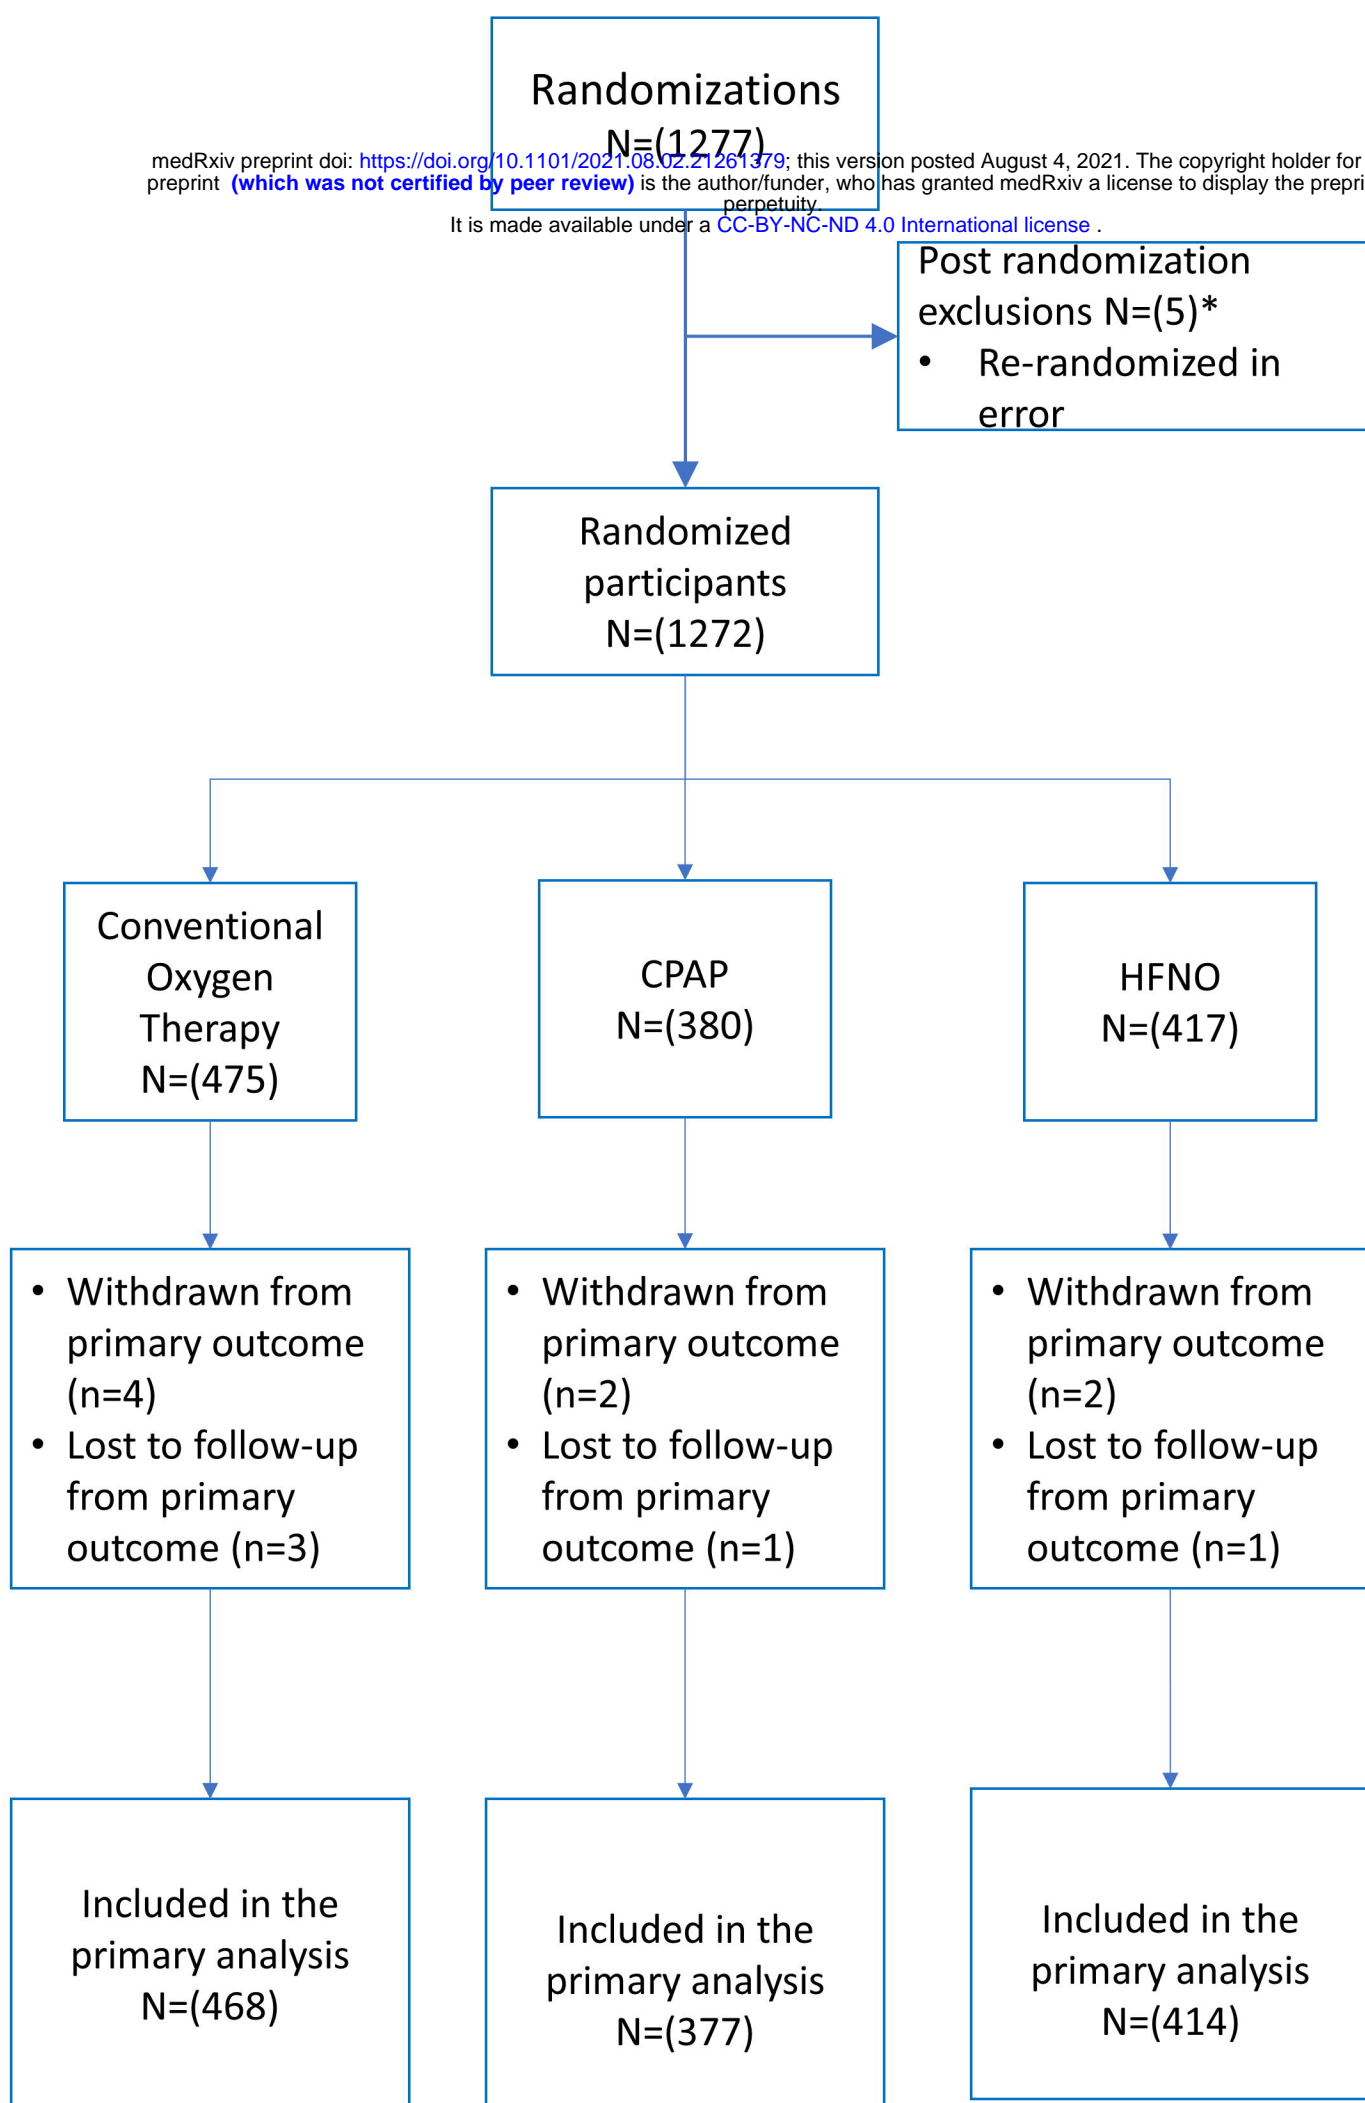 Randomizations
N=(1277)
medRxiv preprint doi: https://doi.org/10.1101/2021.08.02.21261379; this version posted August 4, 2021. The copyright holder for
preprint (which was not certified by peer review) is the author/funder, who has granted medRxiv a license to display the prepri
perpetuity.
It is made available under a CC-BY-NC-ND 4.0 International license .
Post randomization
exclusions N=(5)*
• Re-randomized in
error
Randomized
participants
N=(1272)
Conventional
Oxygen
Therapy
N=(475)
CPAP
N=(380)
HFNO
N=(417)
• Withdrawn from
primary outcome
(n=4)
• Lost to follow-up
from primary
outcome (n=3)
• Withdrawn from
primary outcome
(n=2)
• Lost to follow-up
from primary
outcome (n=1)
• Withdrawn from
primary outcome
(n=2)
• Lost to follow-up
from primary
outcome (n=1)
Included in the
primary analysis
N=(468)
Included in the
primary analysis
N=(377)
Included in the
primary analysis
N=(414)